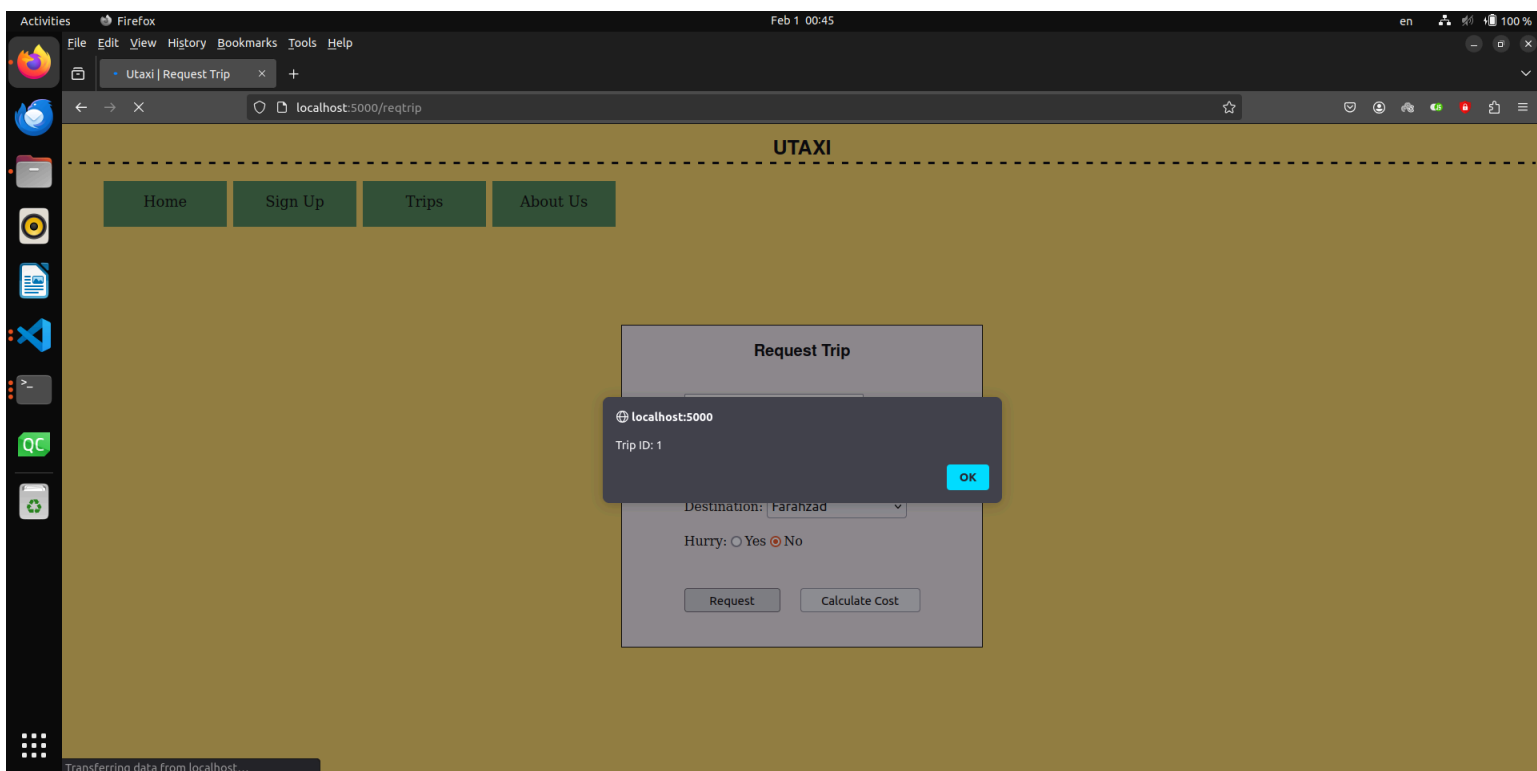 Activities Firefox Feb 1 00:45 en 100 %
File Edit View History Bookmarks Tools Help
Utaxi | Request Trip
localhost:5000/reqtrip
UTAXI
Home Sign Up Trips About Us
Request Trip
localhost:5000
Trip ID: 1
OK
QC
Destination: Farahzad
Hurry: Yes No
Request Calculate Cost
Transferring data from localhost…